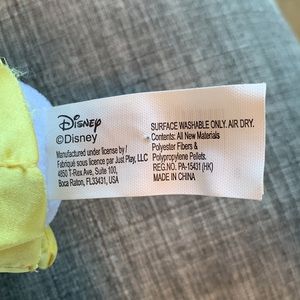 Disney
©Disney
Manufactured under license by /
Fabriqué sous licence par Just Play, LLC
4850 T-Rex Ave, Suite 100,
Boca Raton, FL33431, USA
SURFACE WASHABLE ONLY. AIR DRY.
Contents: All New Materials
Polyester Fibers &
Polypropylene Pellets.
REG.NO. PA-15431 (HK)
MADE IN CHINA